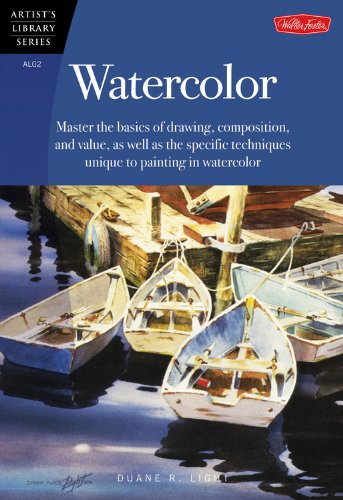 ARTIST'S
LIBRARY
SERIES
Walter Foster
AL02
Watercolor
Master the basics of drawing, composition,
and value, as well as the specific techniques
unique to painting in watercolor
Light
DUANE R. LIGHT